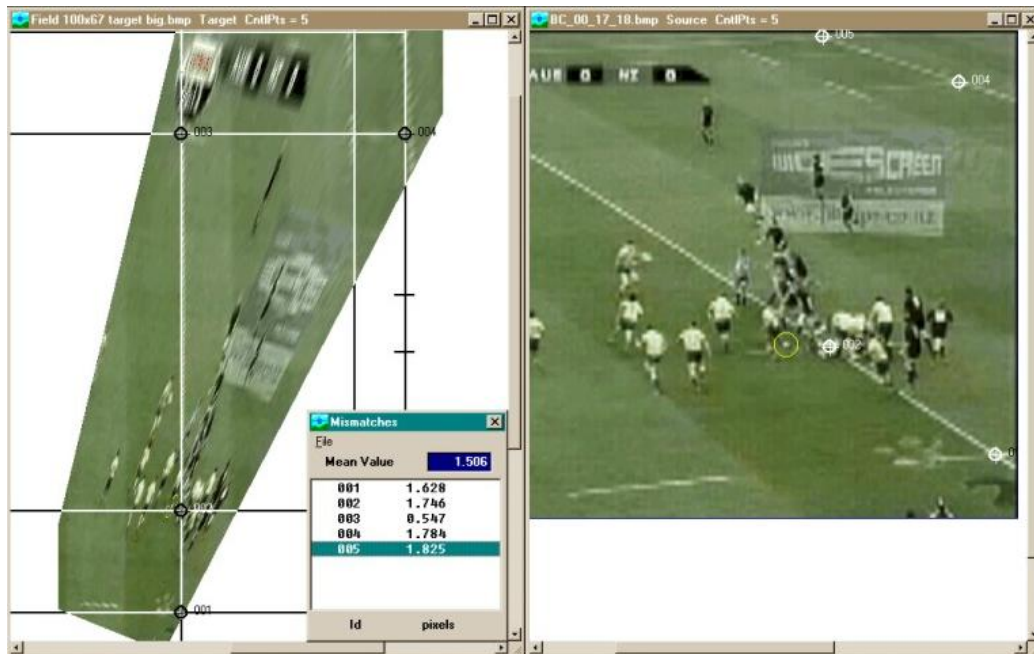 Field 100x67 target big.bmp Target CntlPts = 5
003
004
002
001
Mismatches
File
Mean Value 1.506
001 1.628
002 1.746
003 0.547
004 1.784
005 1.825
Id pixels
BC_00_17_18.bmp Source CntlPts = 5
005
004
AUS 0 NZ 0
WIDESCREEN
002